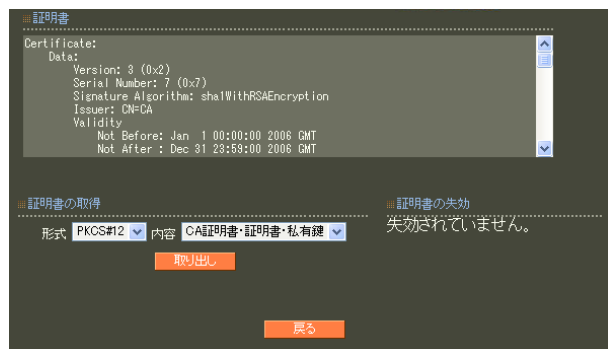 証明書
Certificate:
Data:
Version: 3 (0x2)
Serial Number: 7 (0x7)
Signature Algorithm: sha1WithRSAEncryption
Issuer: CN=CA
Validity
Not Before: Jan  1 00:00:00 2006 GMT
Not After : Dec 31 23:59:00 2006 GMT
証明書の取得
形式 PKCS#12 内容 CA証明書・証明書・私有鍵
取り出し
証明書の失効
失効されていません。
戻る